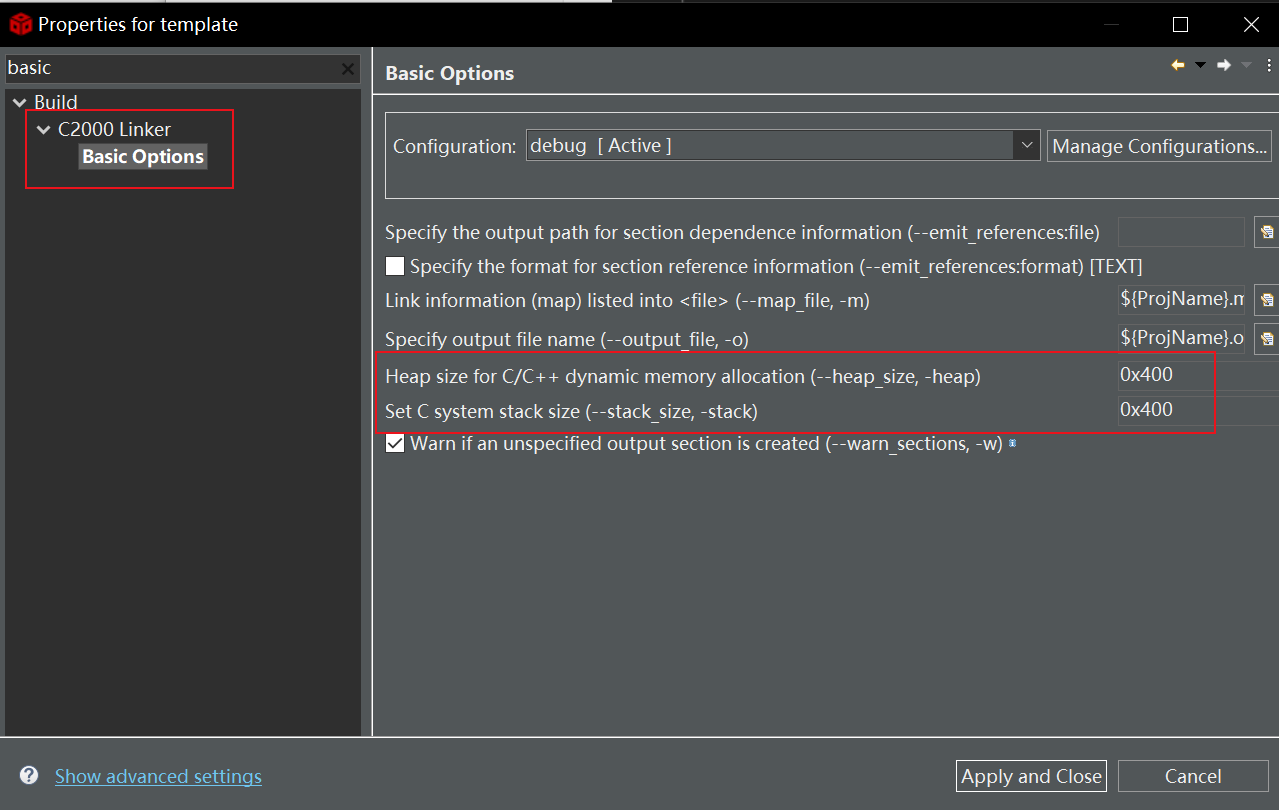 Properties for template
basic
Build
C2000 Linker
Basic Options
Basic Options
Configuration: debug [ Active ] Manage Configurations...
Specify the output path for section dependence information (--emit_references:file)
Specify the format for section reference information (--emit_references:format) [TEXT]
Link information (map) listed into <file> (--map_file, -m) ${ProjName}.m
Specify output file name (--output_file, -o) ${ProjName}.o
Heap size for C/C++ dynamic memory allocation (--heap_size, -heap) 0x400
Set C system stack size (--stack_size, -stack) 0x400
Warn if an unspecified output section is created (--warn_sections, -w)
Show advanced settings
Apply and Close Cancel